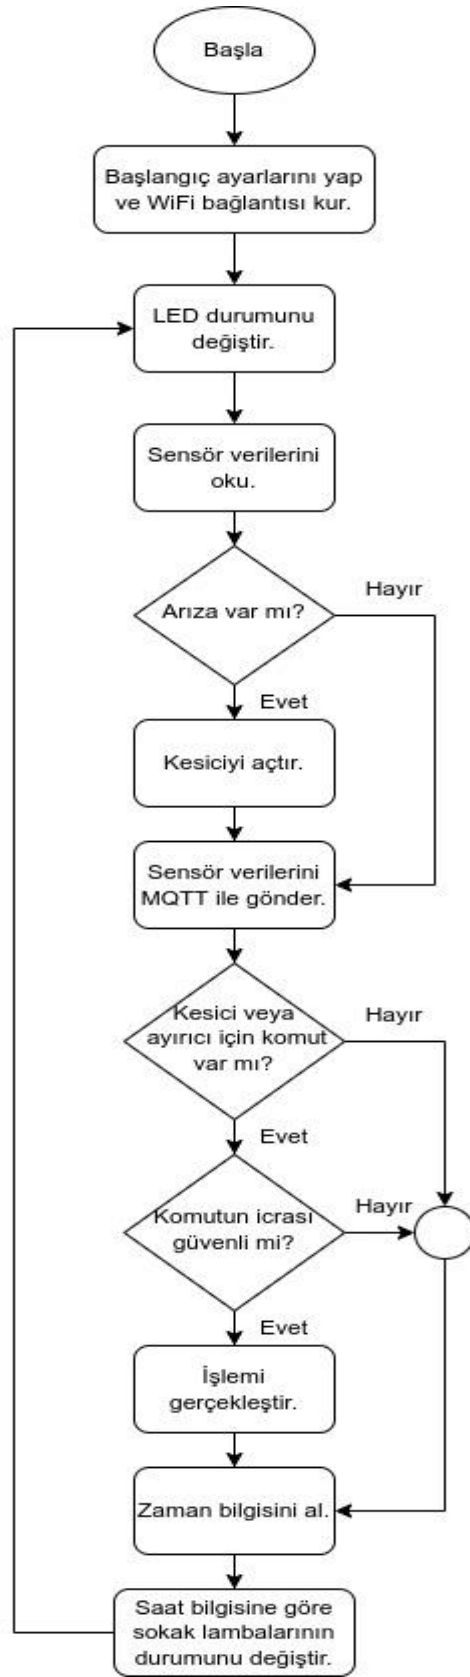 Başla
Başlangıç ayarlarını yap
ve WiFi bağlantısı kur.
LED durumunu
değiştir.
Sensör verilerini
oku.
Arıza var mı?
Hayır
Evet
Kesiciyi açtır.
Sensör verilerini
MQTT ile gönder.
Kesici veya
ayırıcı için komut
var mı?
Hayır
Evet
Komutun icrası
güvenli mi?
Hayır
Evet
İşlemi
gerçekleştir.
Zaman bilgisini al.
Saat bilgisine göre
sokak lambalarının
durumunu değiştir.